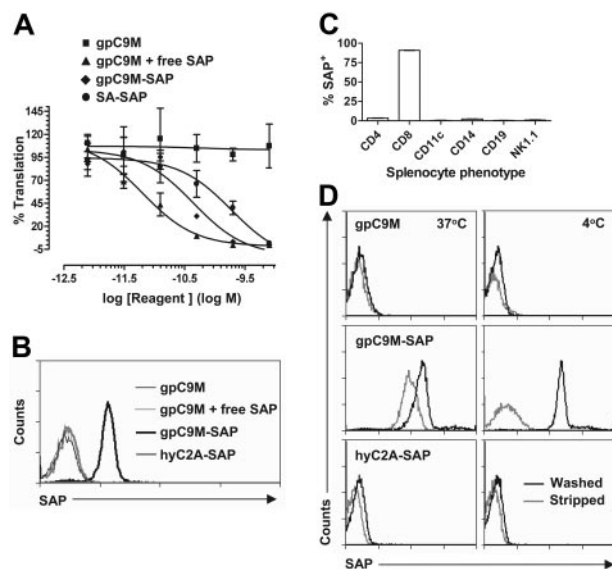 A
gpC9M
gpC9M + free SAP
gpC9M-SAP
SA-SAP
% Translation
145
120
95
70
45
20
-5
-12.5
-11.5
-10.5
-9.5
log [Reagent ] (log M)
B
gpC9M
gpC9M + free SAP
gpC9M-SAP
hyC2A-SAP
Counts
SAP
C
% SAP+
100
75
50
25
0
CD4
CD8
CD11c
CD14
CD19
NK1.1
Splenocyte phenotype
D
gpC9M 37°C
4°C
gpC9M-SAP
hyC2A-SAP
Washed
Stripped
Counts
SAP